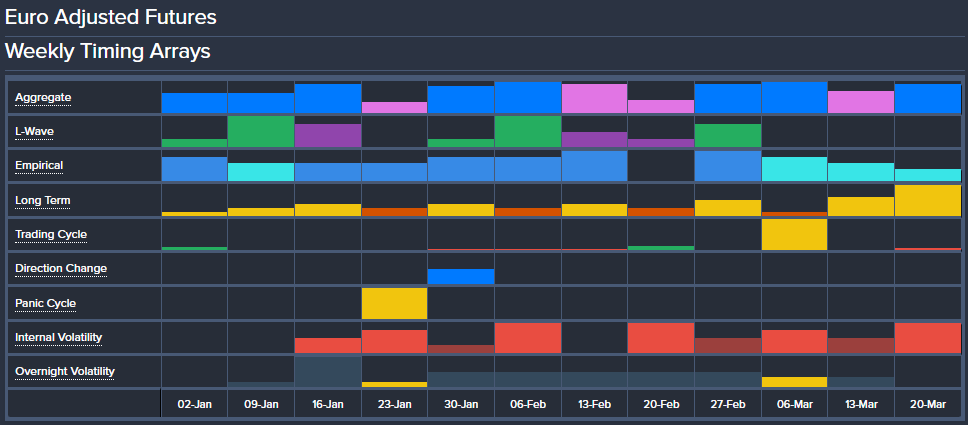 Euro Adjusted Futures
Weekly Timing Arrays
Aggregate
L-Wave
Empirical
Long Term
Trading Cycle
Direction Change
Panic Cycle
Internal Volatility
Overnight Volatility
02-Jan 09-Jan 16-Jan 23-Jan 30-Jan 06-Feb 13-Feb 20-Feb 27-Feb 06-Mar 13-Mar 20-Mar